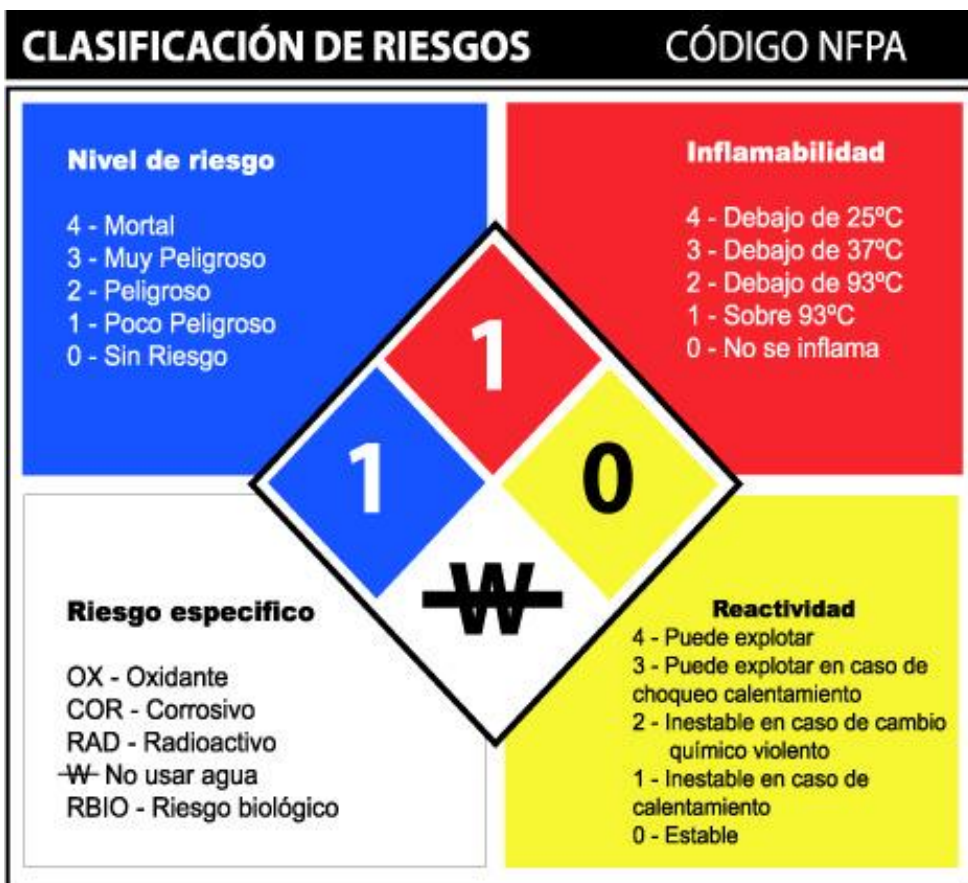 CLASIFICACIÓN DE RIESGOS CÓDIGO NFPA
Nivel de riesgo
4 - Mortal
3 - Muy Peligroso
2 - Peligroso
1 - Poco Peligroso
0 - Sin Riesgo
Inflamabilidad
4 - Debajo de 25ºC
3 - Debajo de 37ºC
2 - Debajo de 93ºC
1 - Sobre 93ºC
0 - No se inflama
1
1
0
W
Riesgo especifico
OX - Oxidante
COR - Corrosivo
RAD - Radioactivo
W No usar agua
RBIO - Riesgo biológico
Reactividad
4 - Puede explotar
3 - Puede explotar en caso de
choqueo calentamiento
2 - Inestable en caso de cambio
químico violento
1 - Inestable en caso de
calentamiento
0 - Estable